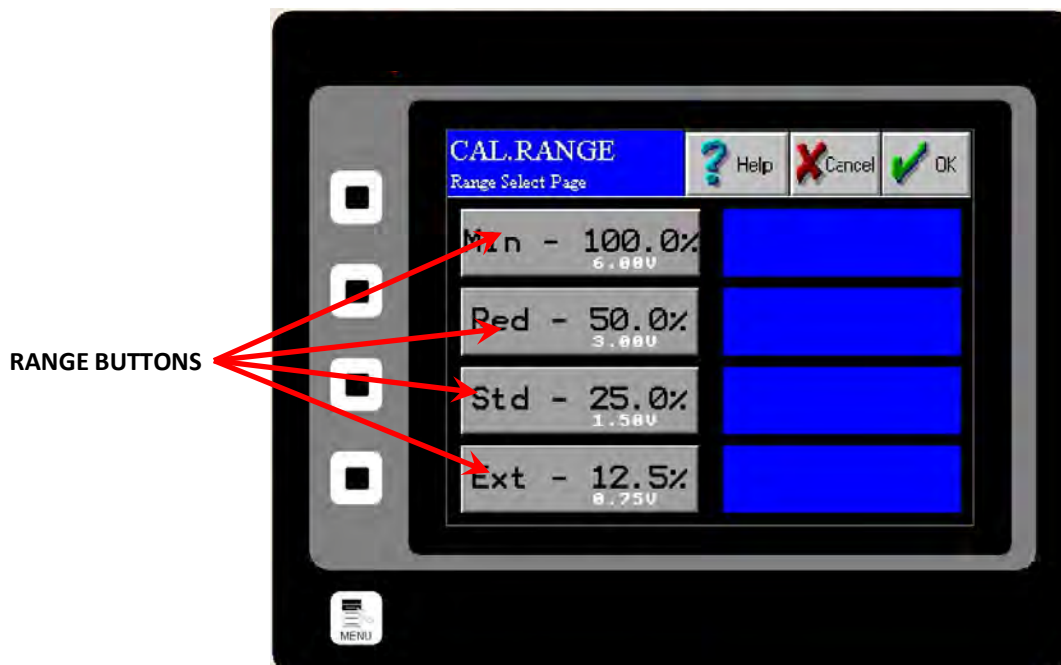 CAL.RANGE
Range Select Page
Help
Cancel
OK
Min - 100.0%
6.00V
Red - 50.0%
3.00V
RANGE BUTTONS
Std - 25.0%
1.50V
Ext - 12.5%
0.75V
MENU